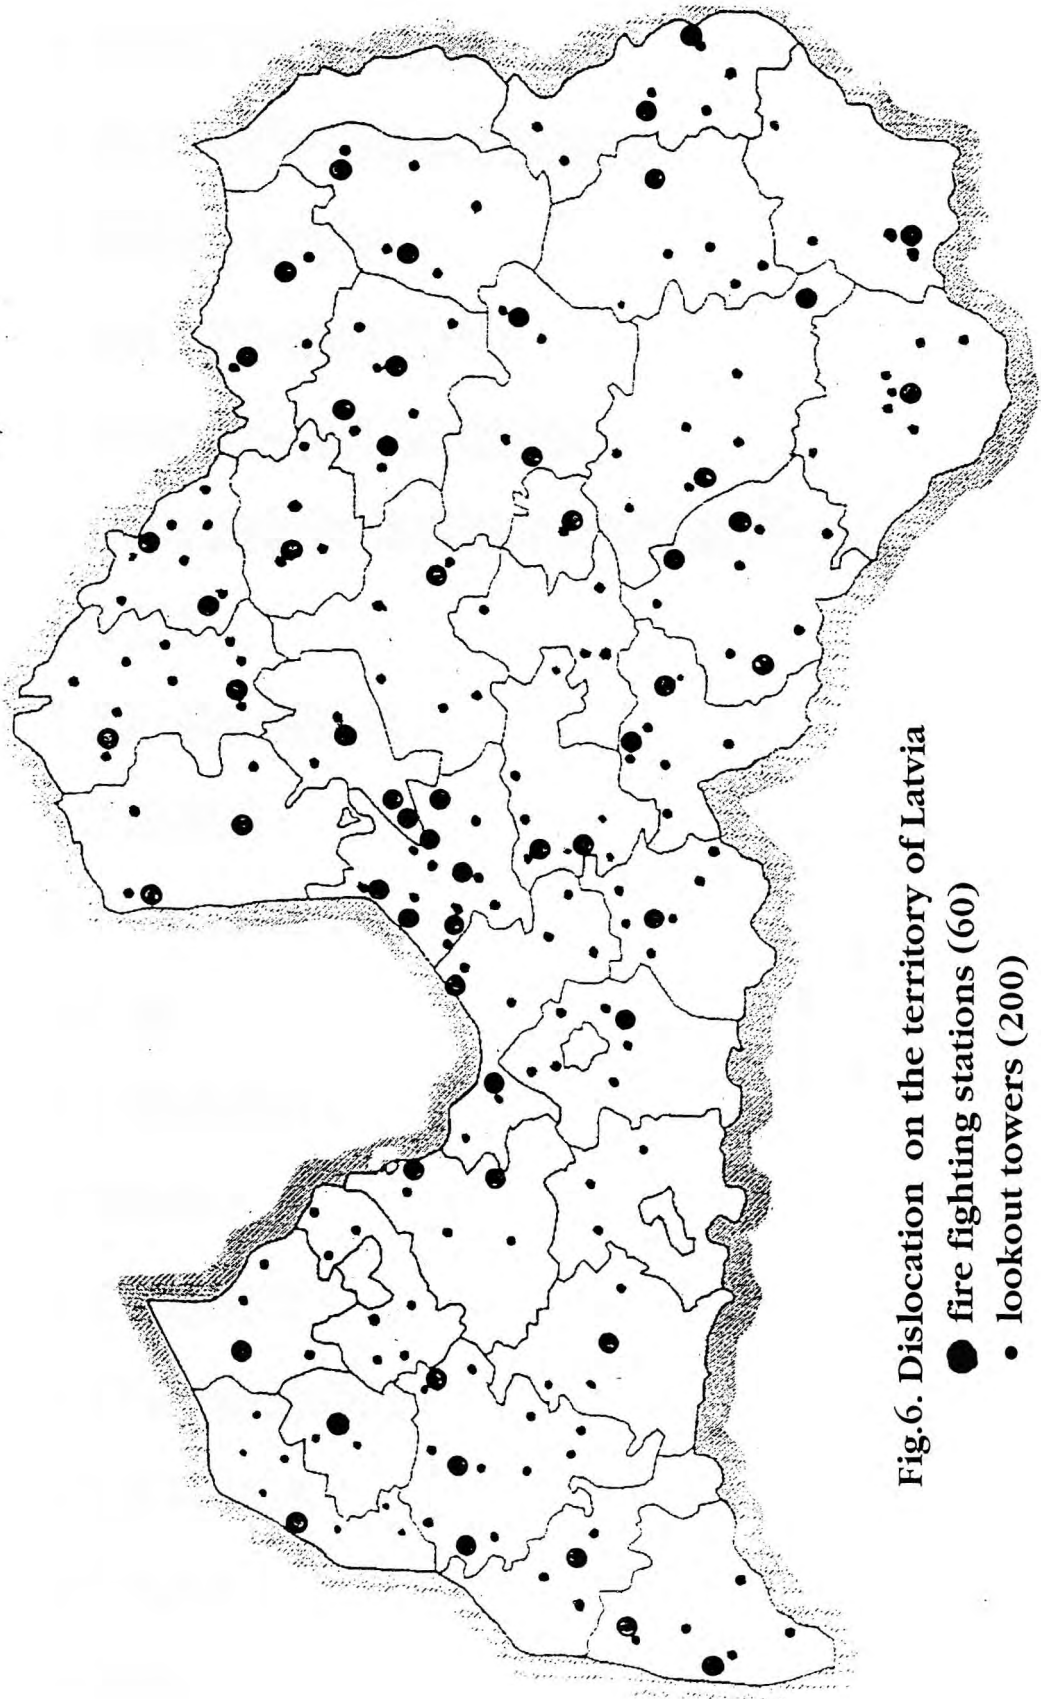 Fig.6. Dislocation on the territory of Latvia
fire fighting stations (60)
lookout towers (200)